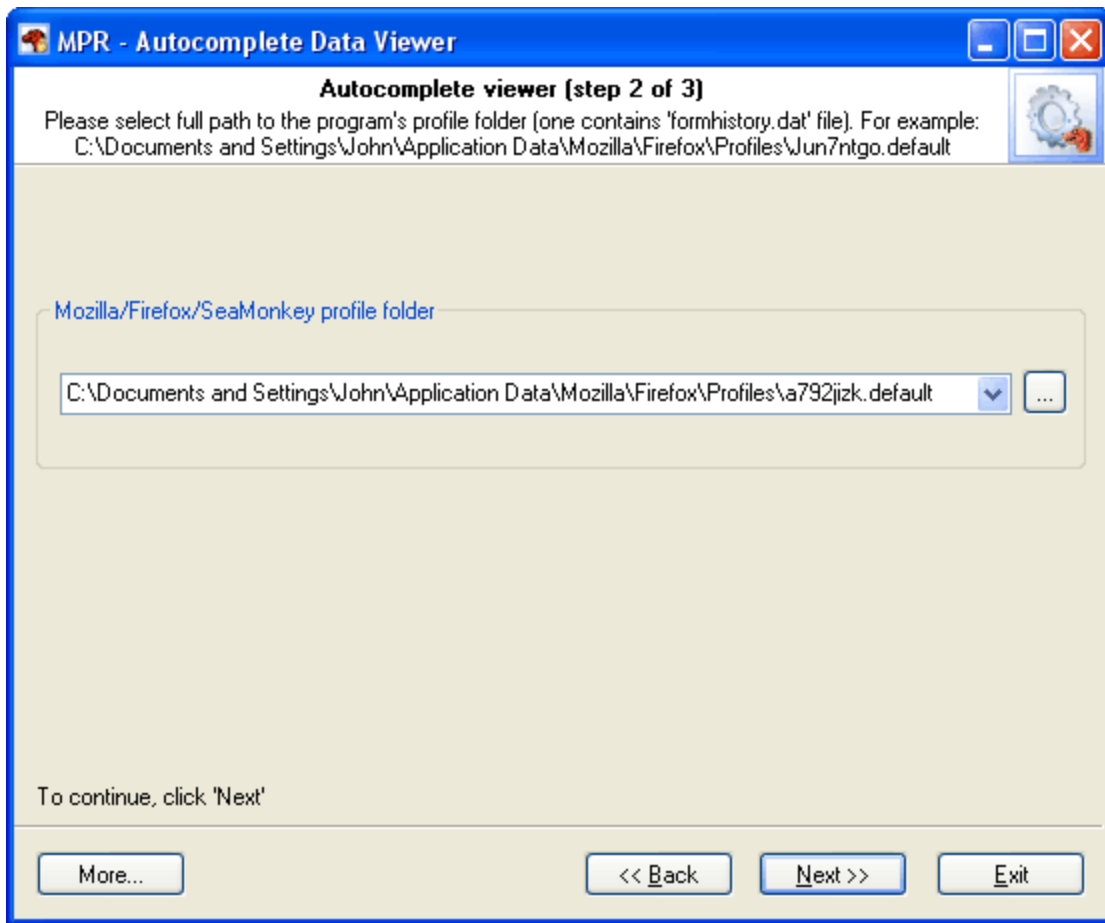 MPR - Autocomplete Data Viewer
Autocomplete viewer (step 2 of 3)
Please select full path to the program's profile folder (one contains 'formhistory.dat' file). For example:
C:\Documents and Settings\John\Application Data\Mozilla\Firefox\Profiles\Jun7ntgo.default
Mozilla/Firefox/SeaMonkey profile folder
C:\Documents and Settings\John\Application Data\Mozilla\Firefox\Profiles\a792jizk.default
...
To continue, click 'Next'
More... << Back Next >> Exit